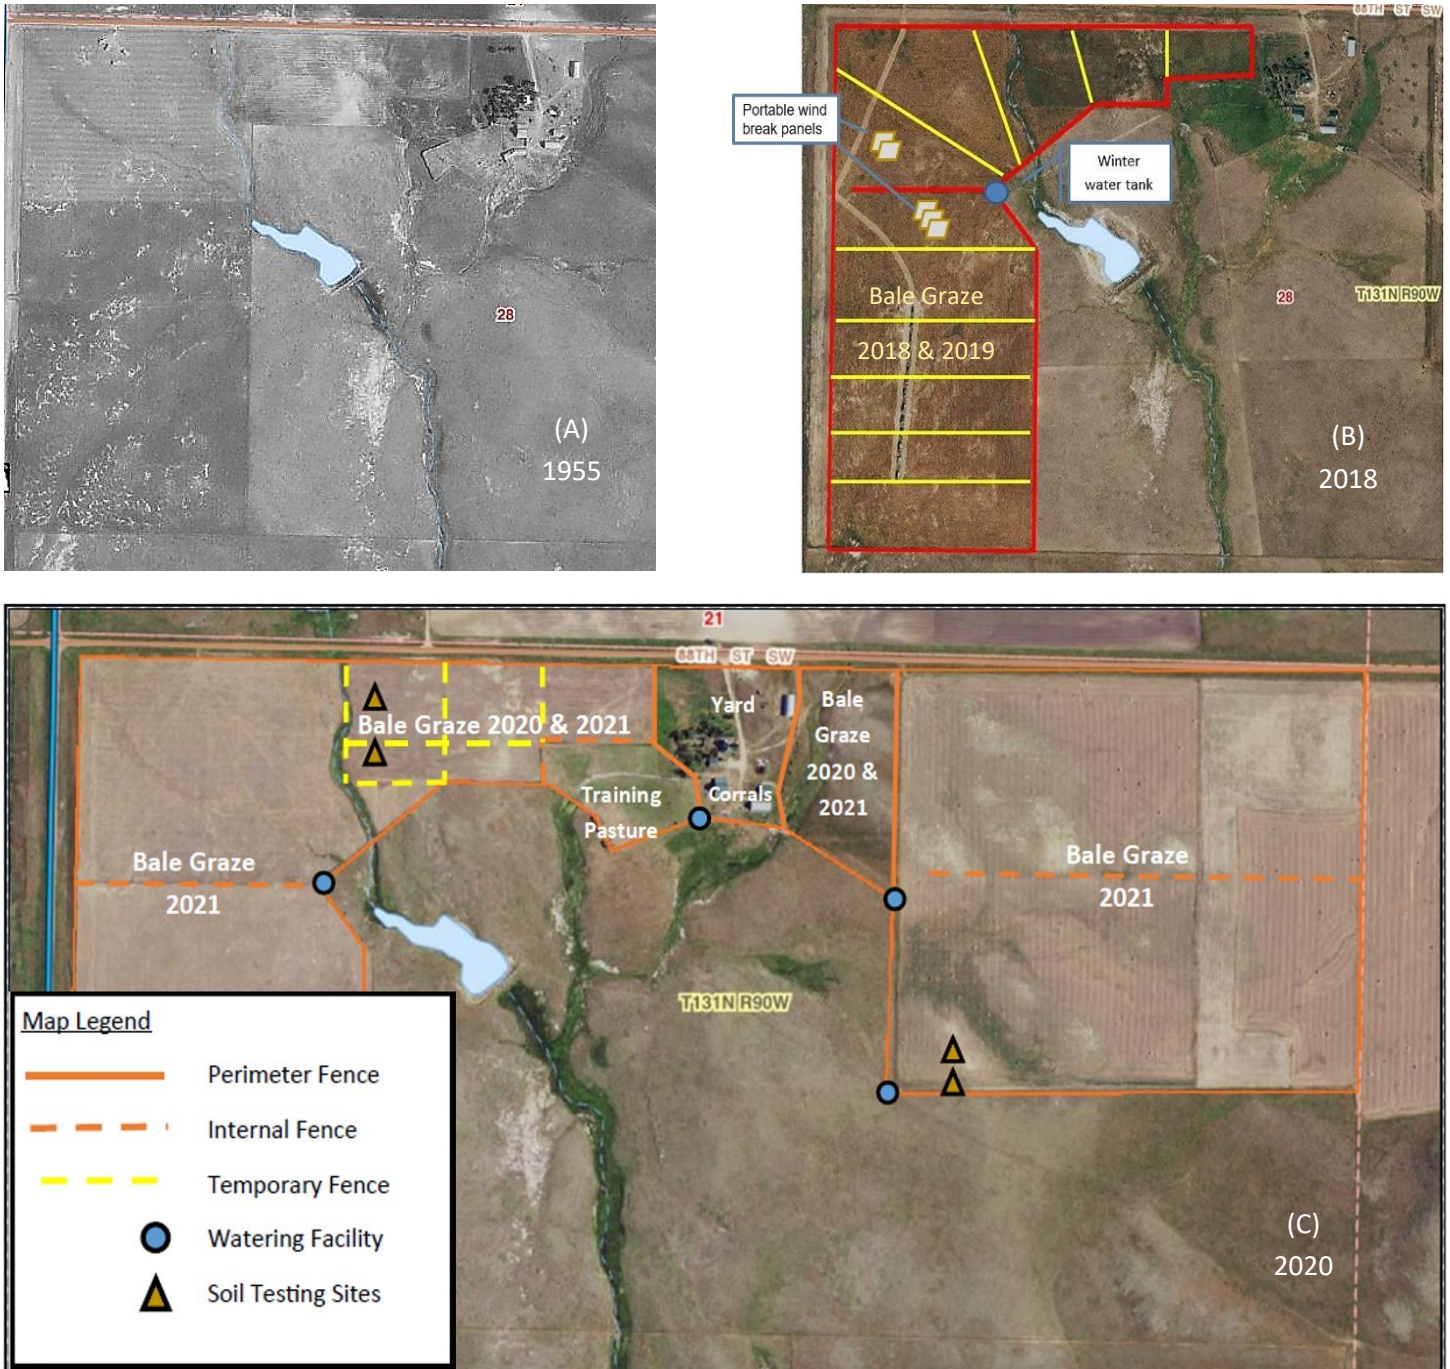 28
(A)
1955
88TH ST SW
Portable wind
break panels
Winter
water tank
Bale Graze
2018 & 2019
28
T131N R90W
(B)
2018
21
88TH ST SW
Yard
Bale
Graze
2020 &
2021
Bale Graze 2020 & 2021
Training
Pasture
Corrals
Bale Graze
2021
Bale Graze
2021
T131N R90W
Map Legend
Perimeter Fence
Internal Fence
Temporary Fence
Watering Facility
Soil Testing Sites
(C)
2020